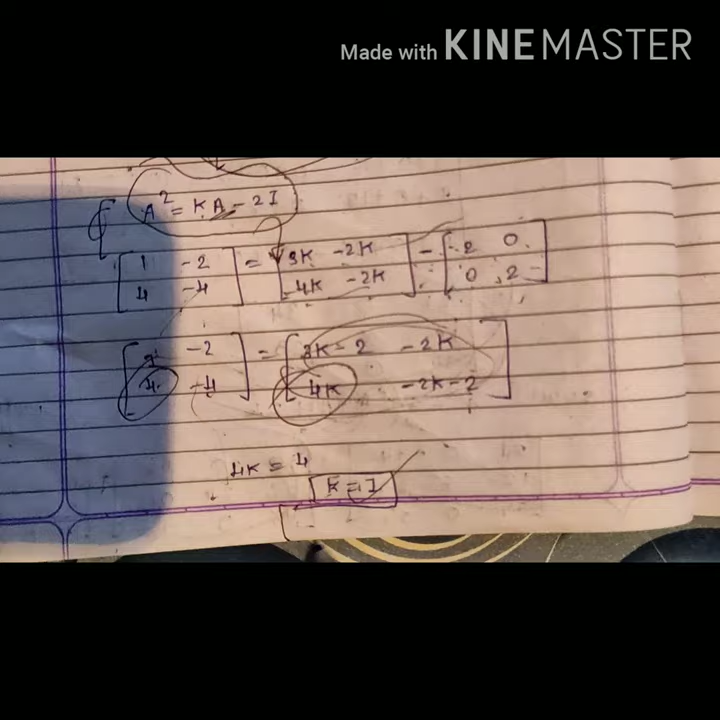 Made with KINEMASTER
A² = KA - 2I
[1 -2 = [3K -2K - [2 0
4 -4] 4K -2K] 0 2]
[1 -2 = [3K-2 -2K
4 -4] 4K -2K-2]
4K = 4
K=1